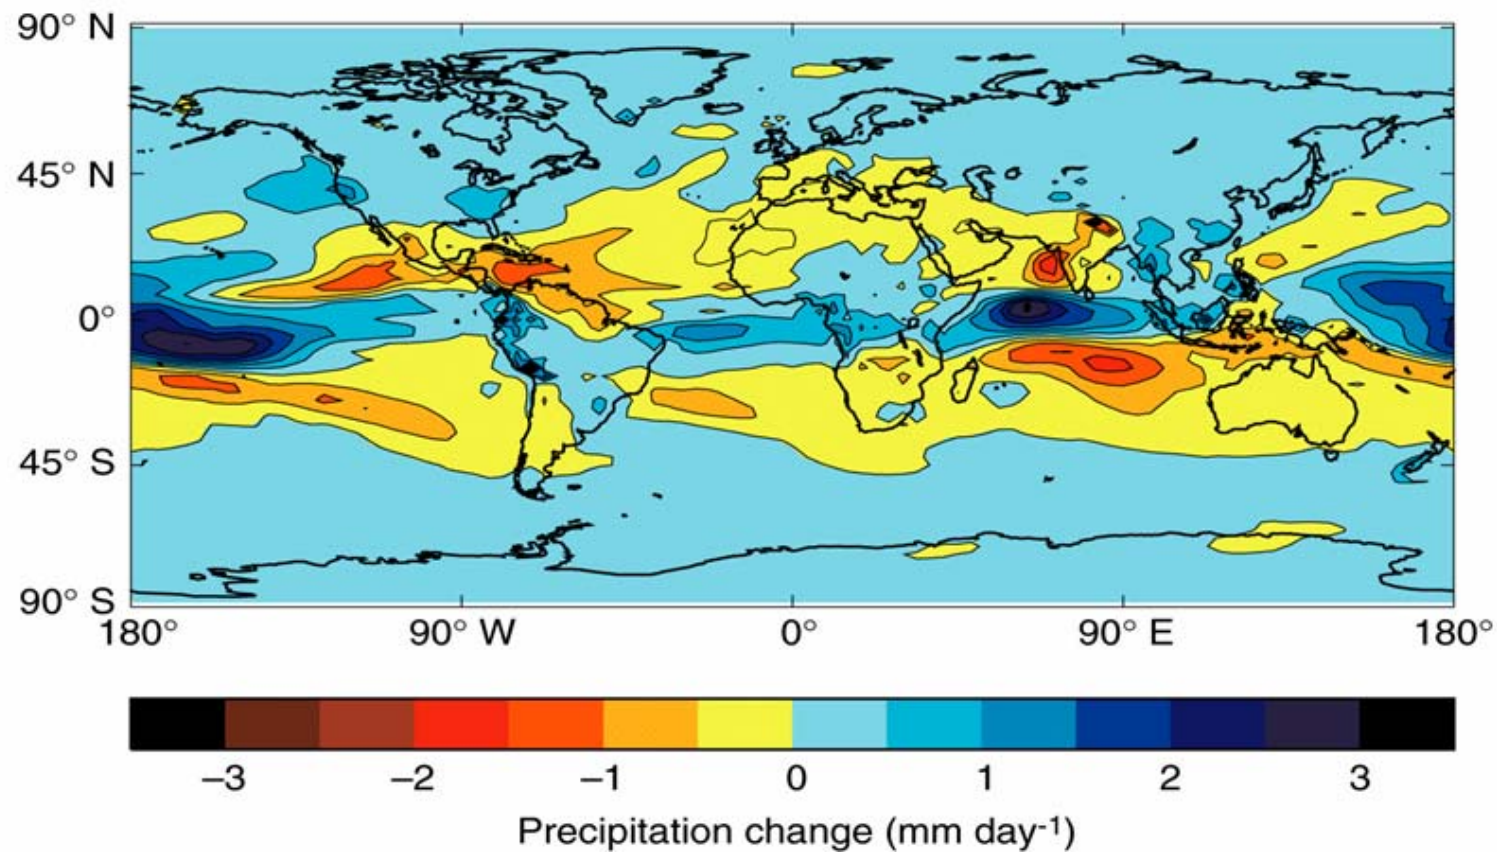 90° N
45° N
0°
45° S
90° S
180° 90° W 0° 90° E 180°
−3 −2 −1 0 1 2 3
Precipitation change (mm day-1)